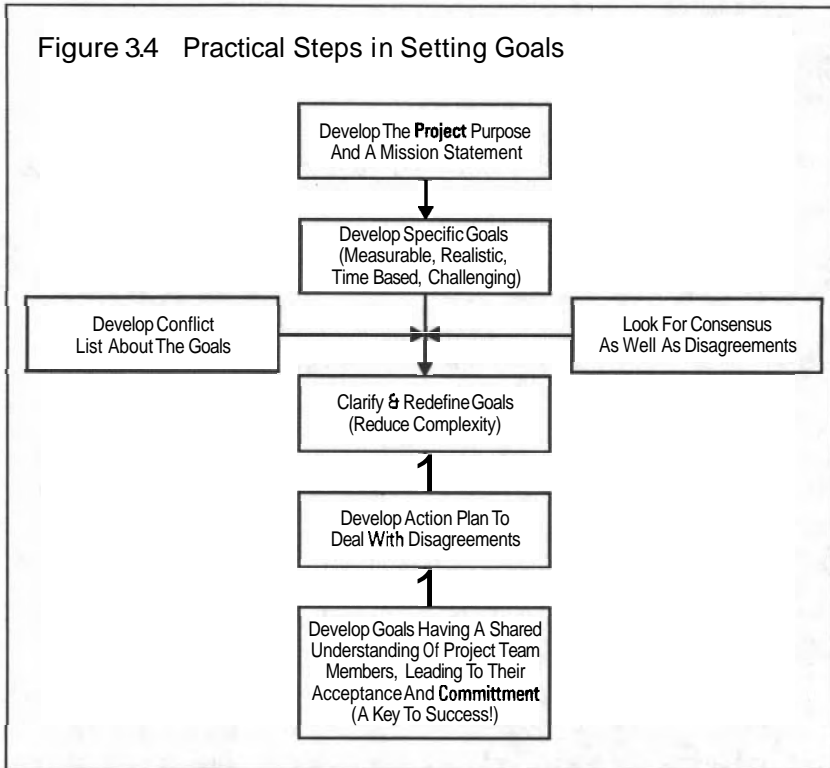 Figure 3.4 Practical Steps in Setting Goals
Develop The Project Purpose
And A Mission Statement
Develop Specific Goals
(Measurable, Realistic,
Time Based, Challenging)
Develop Conflict
List About The Goals
Look For Consensus
As Well As Disagreements
Clarify & Redefine Goals
(Reduce Complexity)
1
Develop Action Plan To
Deal With Disagreements
1
Develop Goals Having A Shared
Understanding Of Project Team
Members, Leading To Their
Acceptance And Committment
(A Key To Success!)